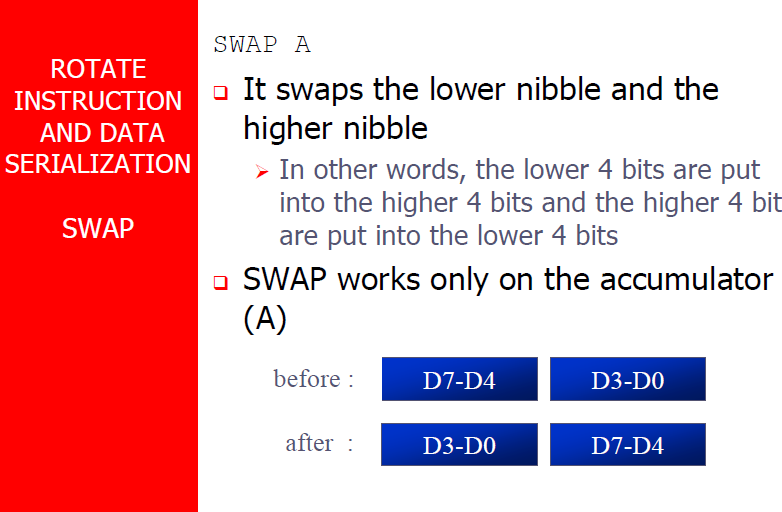 ROTATE
INSTRUCTION
AND DATA
SERIALIZATION
SWAP
SWAP A
It swaps the lower nibble and the
higher nibble
In other words, the lower 4 bits are put
into the higher 4 bits and the higher 4 bit
are put into the lower 4 bits
SWAP works only on the accumulator
(A)
before : D7-D4 D3-D0
after : D3-D0 D7-D4